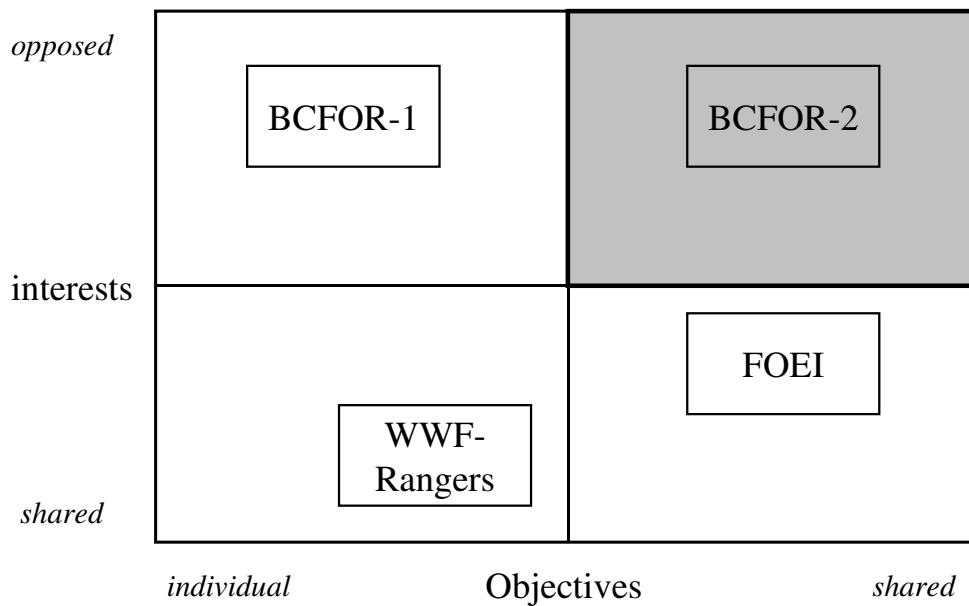 opposed
BCFOR-1
BCFOR-2
interests
FOEI
WWF-
Rangers
shared
individual
Objectives
shared